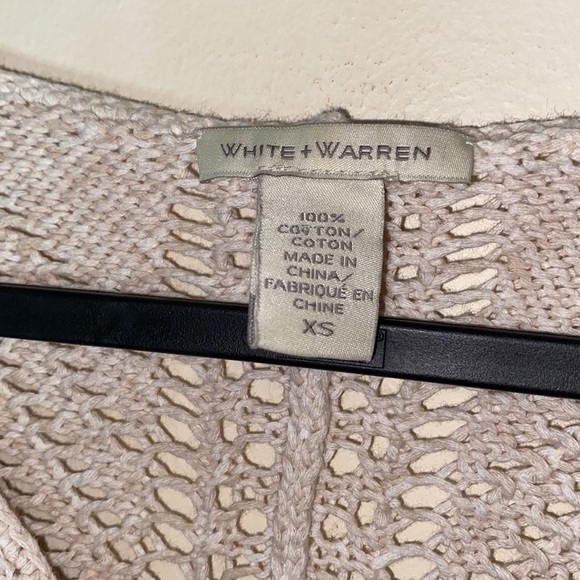 WHITE + WARREN
100%
COTTON/
COTON
MADE IN
CHINA/
FABRIQUÉ EN
CHINE
XS